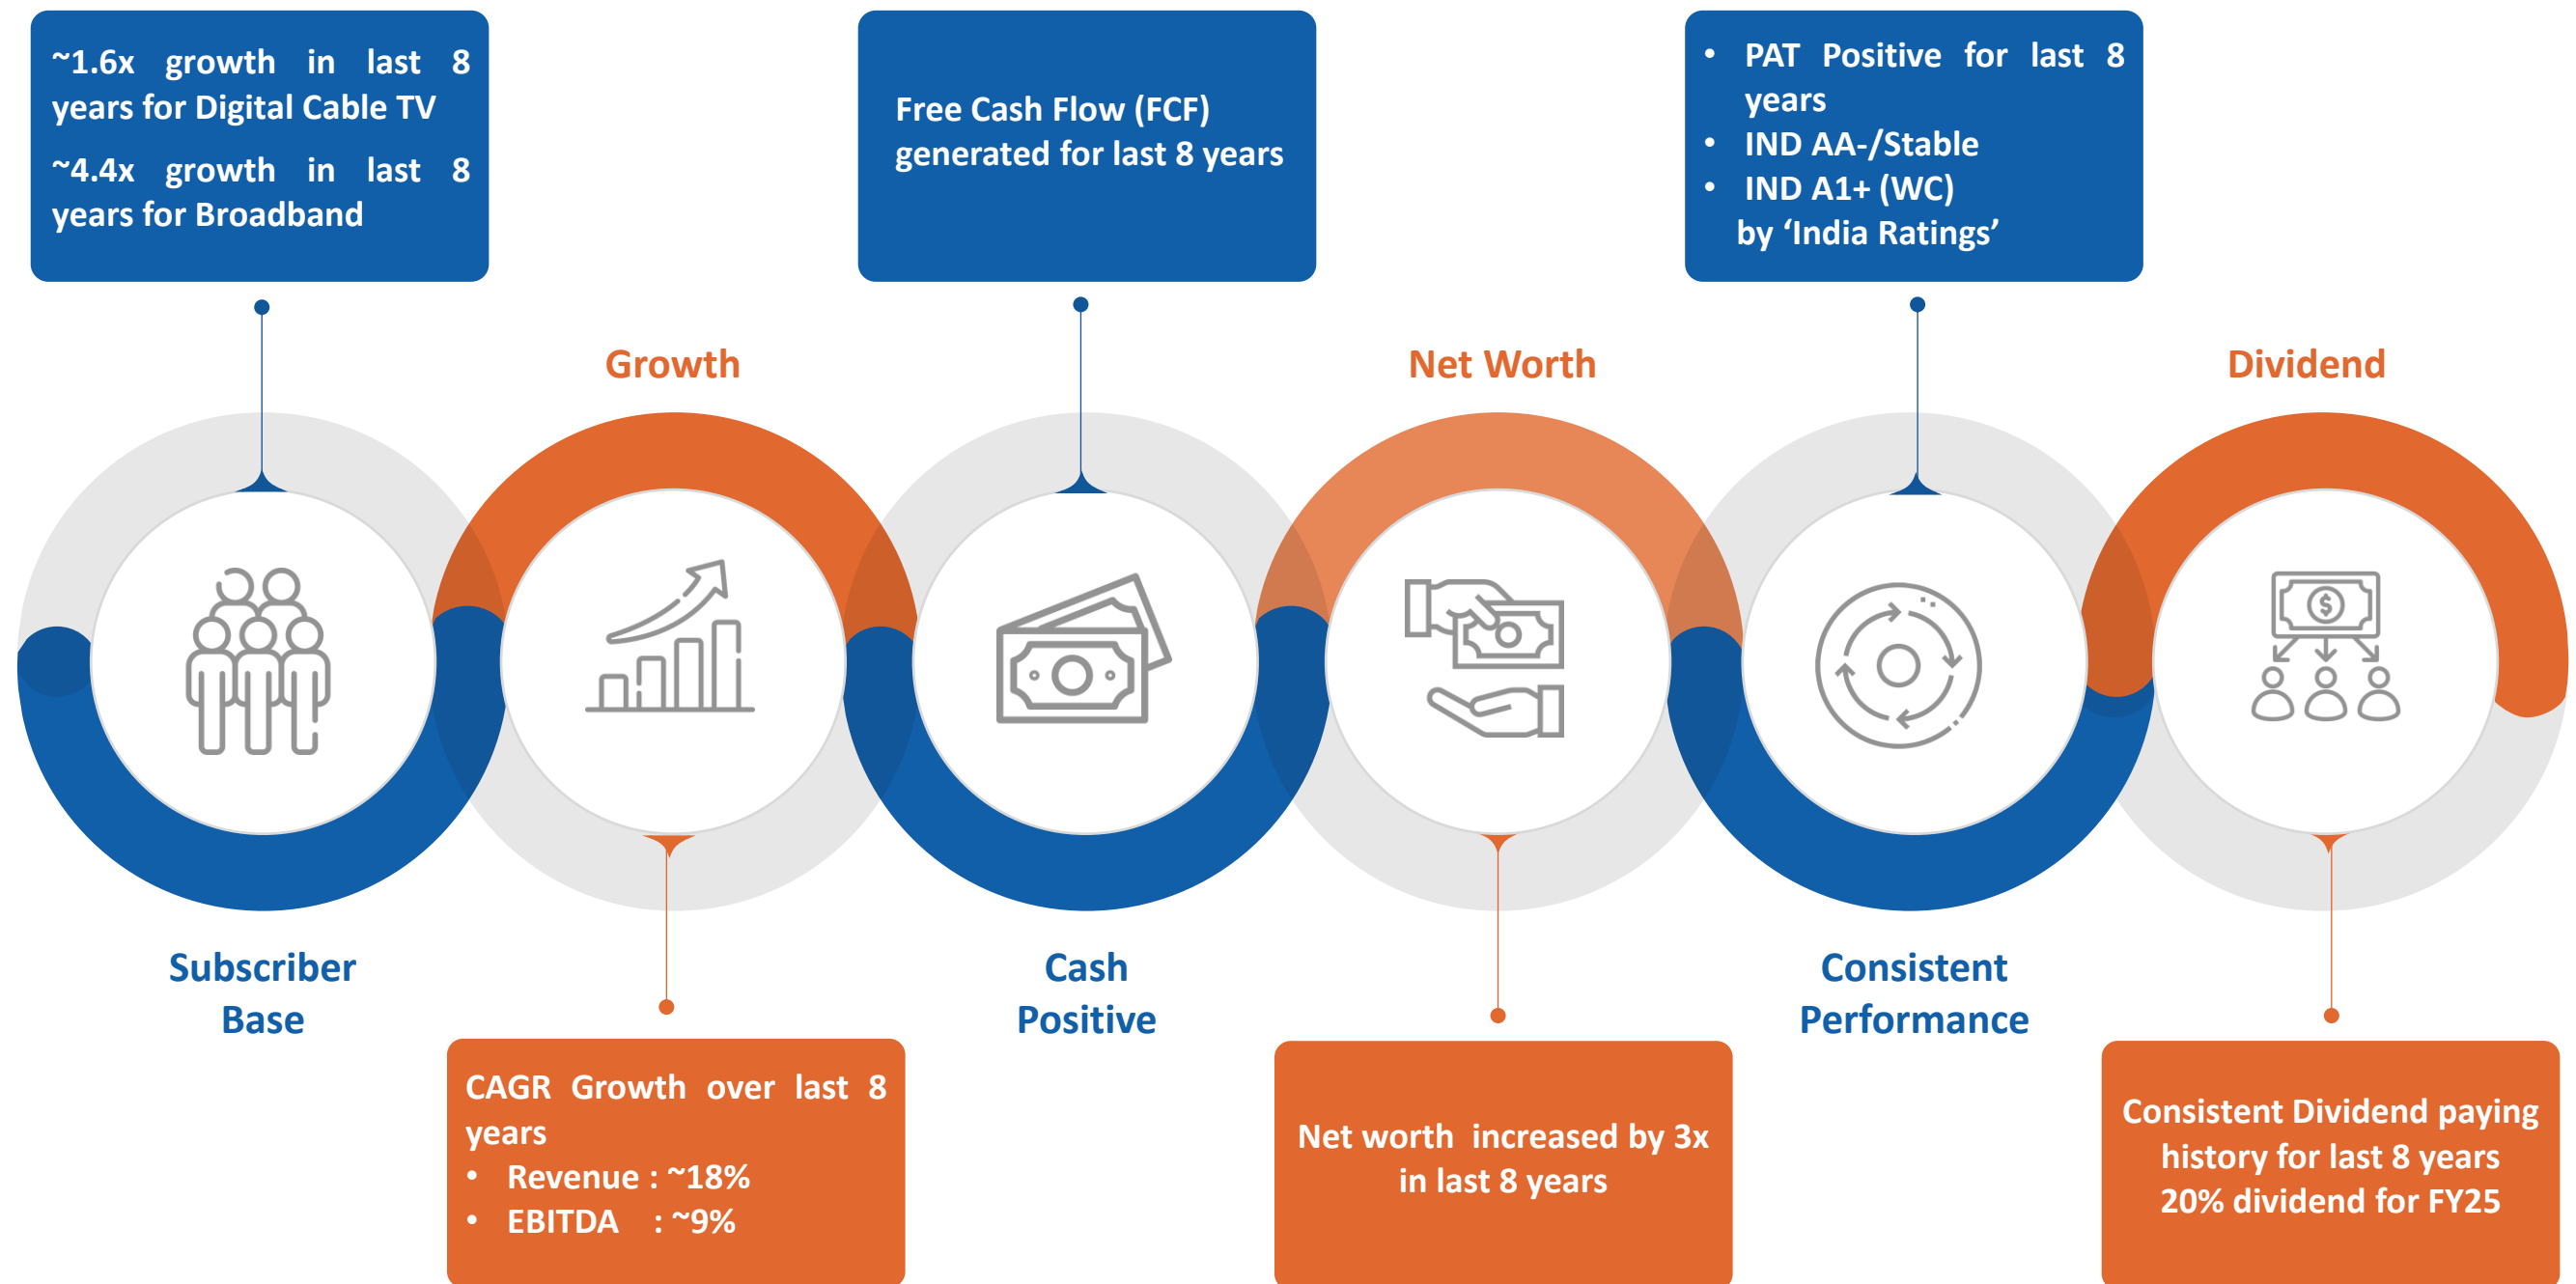 ~1.6x growth in last 8
years for Digital Cable TV
~4.4x growth in last 8
years for Broadband
Subscriber
Base
Growth
CAGR Growth over last 8
years
• Revenue : ~18%
• EBITDA : ~9%
Free Cash Flow (FCF)
generated for last 8 years
Cash
Positive
Net Worth
Net worth increased by 3x
in last 8 years
• PAT Positive for last 8
years
• IND AA-/Stable
• IND A1+ (WC)
by ‘India Ratings’
Consistent
Performance
Dividend
$
Consistent Dividend paying
history for last 8 years
20% dividend for FY25